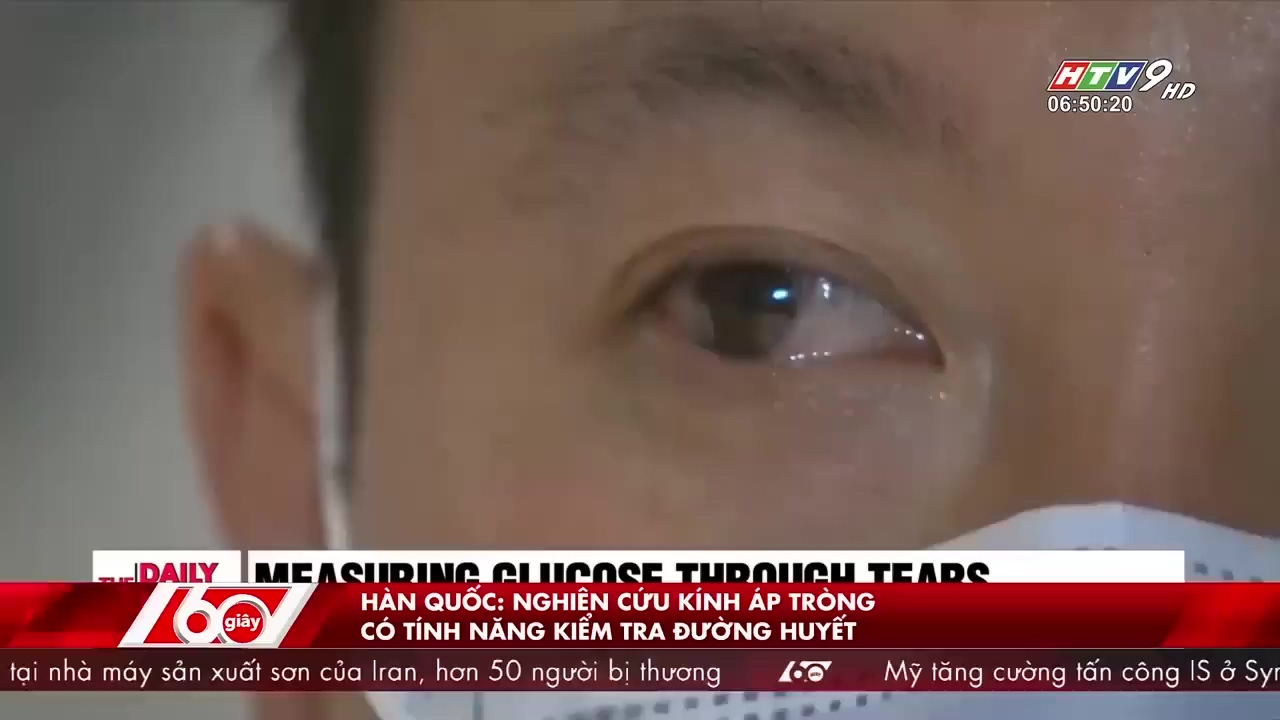 HTV9 HD
06:50:20
THE DAILY
MEASURING GLUCOSE THROUGH TEARS
60 giây
HÀN QUỐC: NGHIÊN CỨU KÍNH ÁP TRÒNG
CÓ TÍNH NĂNG KIỂM TRA ĐƯỜNG HUYẾT
tại nhà máy sản xuất sơn của Iran, hơn 50 người bị thương 60 giây Mỹ tăng cường tấn công IS ở Syr